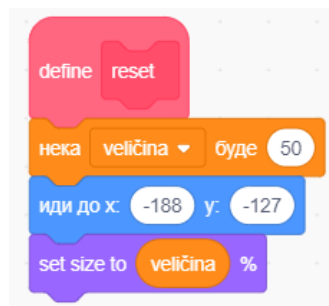 define reset
нека veličina буде 50
иди до x: -188 y: -127
set size to veličina %